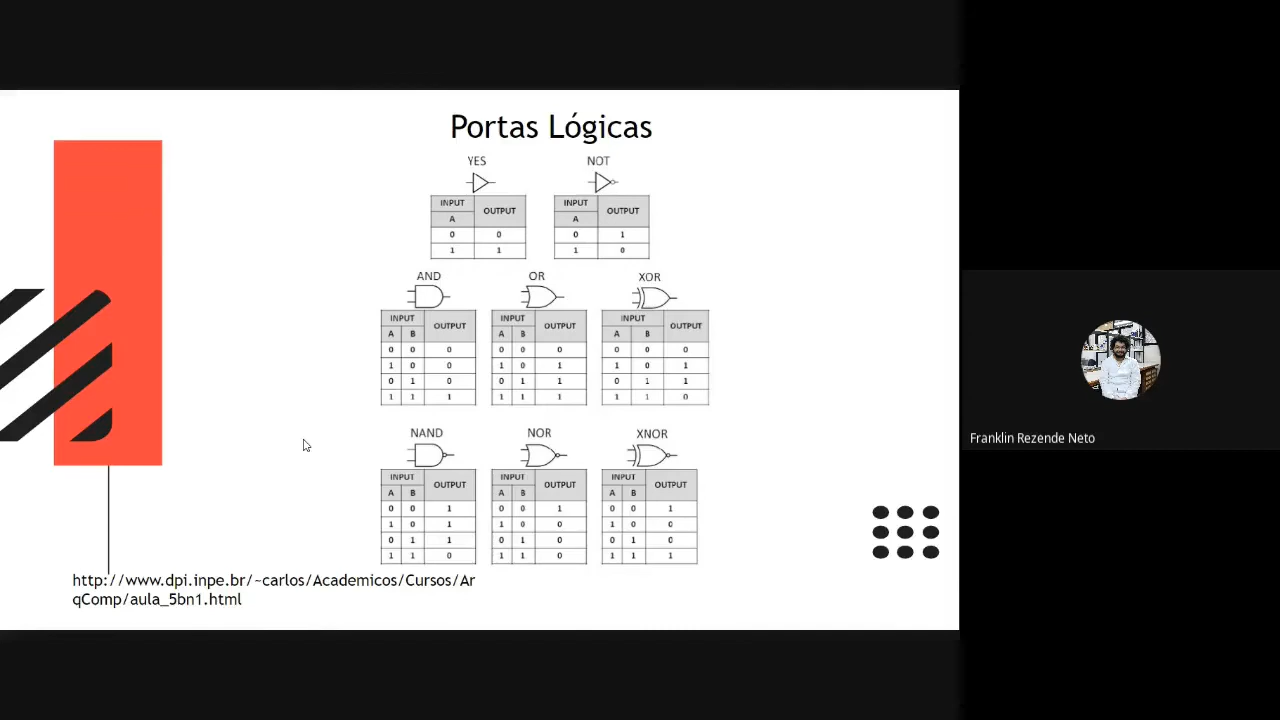 Portas Lógicas
YES NOT
INPUT OUTPUT INPUT OUTPUT
A A
0 0 0 1
1 1 1 0
AND OR XOR
INPUT OUTPUT INPUT OUTPUT INPUT OUTPUT
A B A B A B
0 0 0 0 0 0 0 0 0
1 0 0 1 0 1 1 0 1
0 1 0 0 1 1 0 1 1
1 1 1 1 1 1 1 1 0
NAND NOR XNOR
INPUT OUTPUT INPUT OUTPUT INPUT OUTPUT
A B A B A B
0 0 1 0 0 1 0 0 1
1 0 1 1 0 0 1 0 0
0 1 1 0 1 0 0 1 0
1 1 0 1 1 0 1 1 1
http://www.dpi.inpe.br/~carlos/Academicos/Cursos/Ar
qComp/aula_5bn1.html
Franklin Rezende Neto